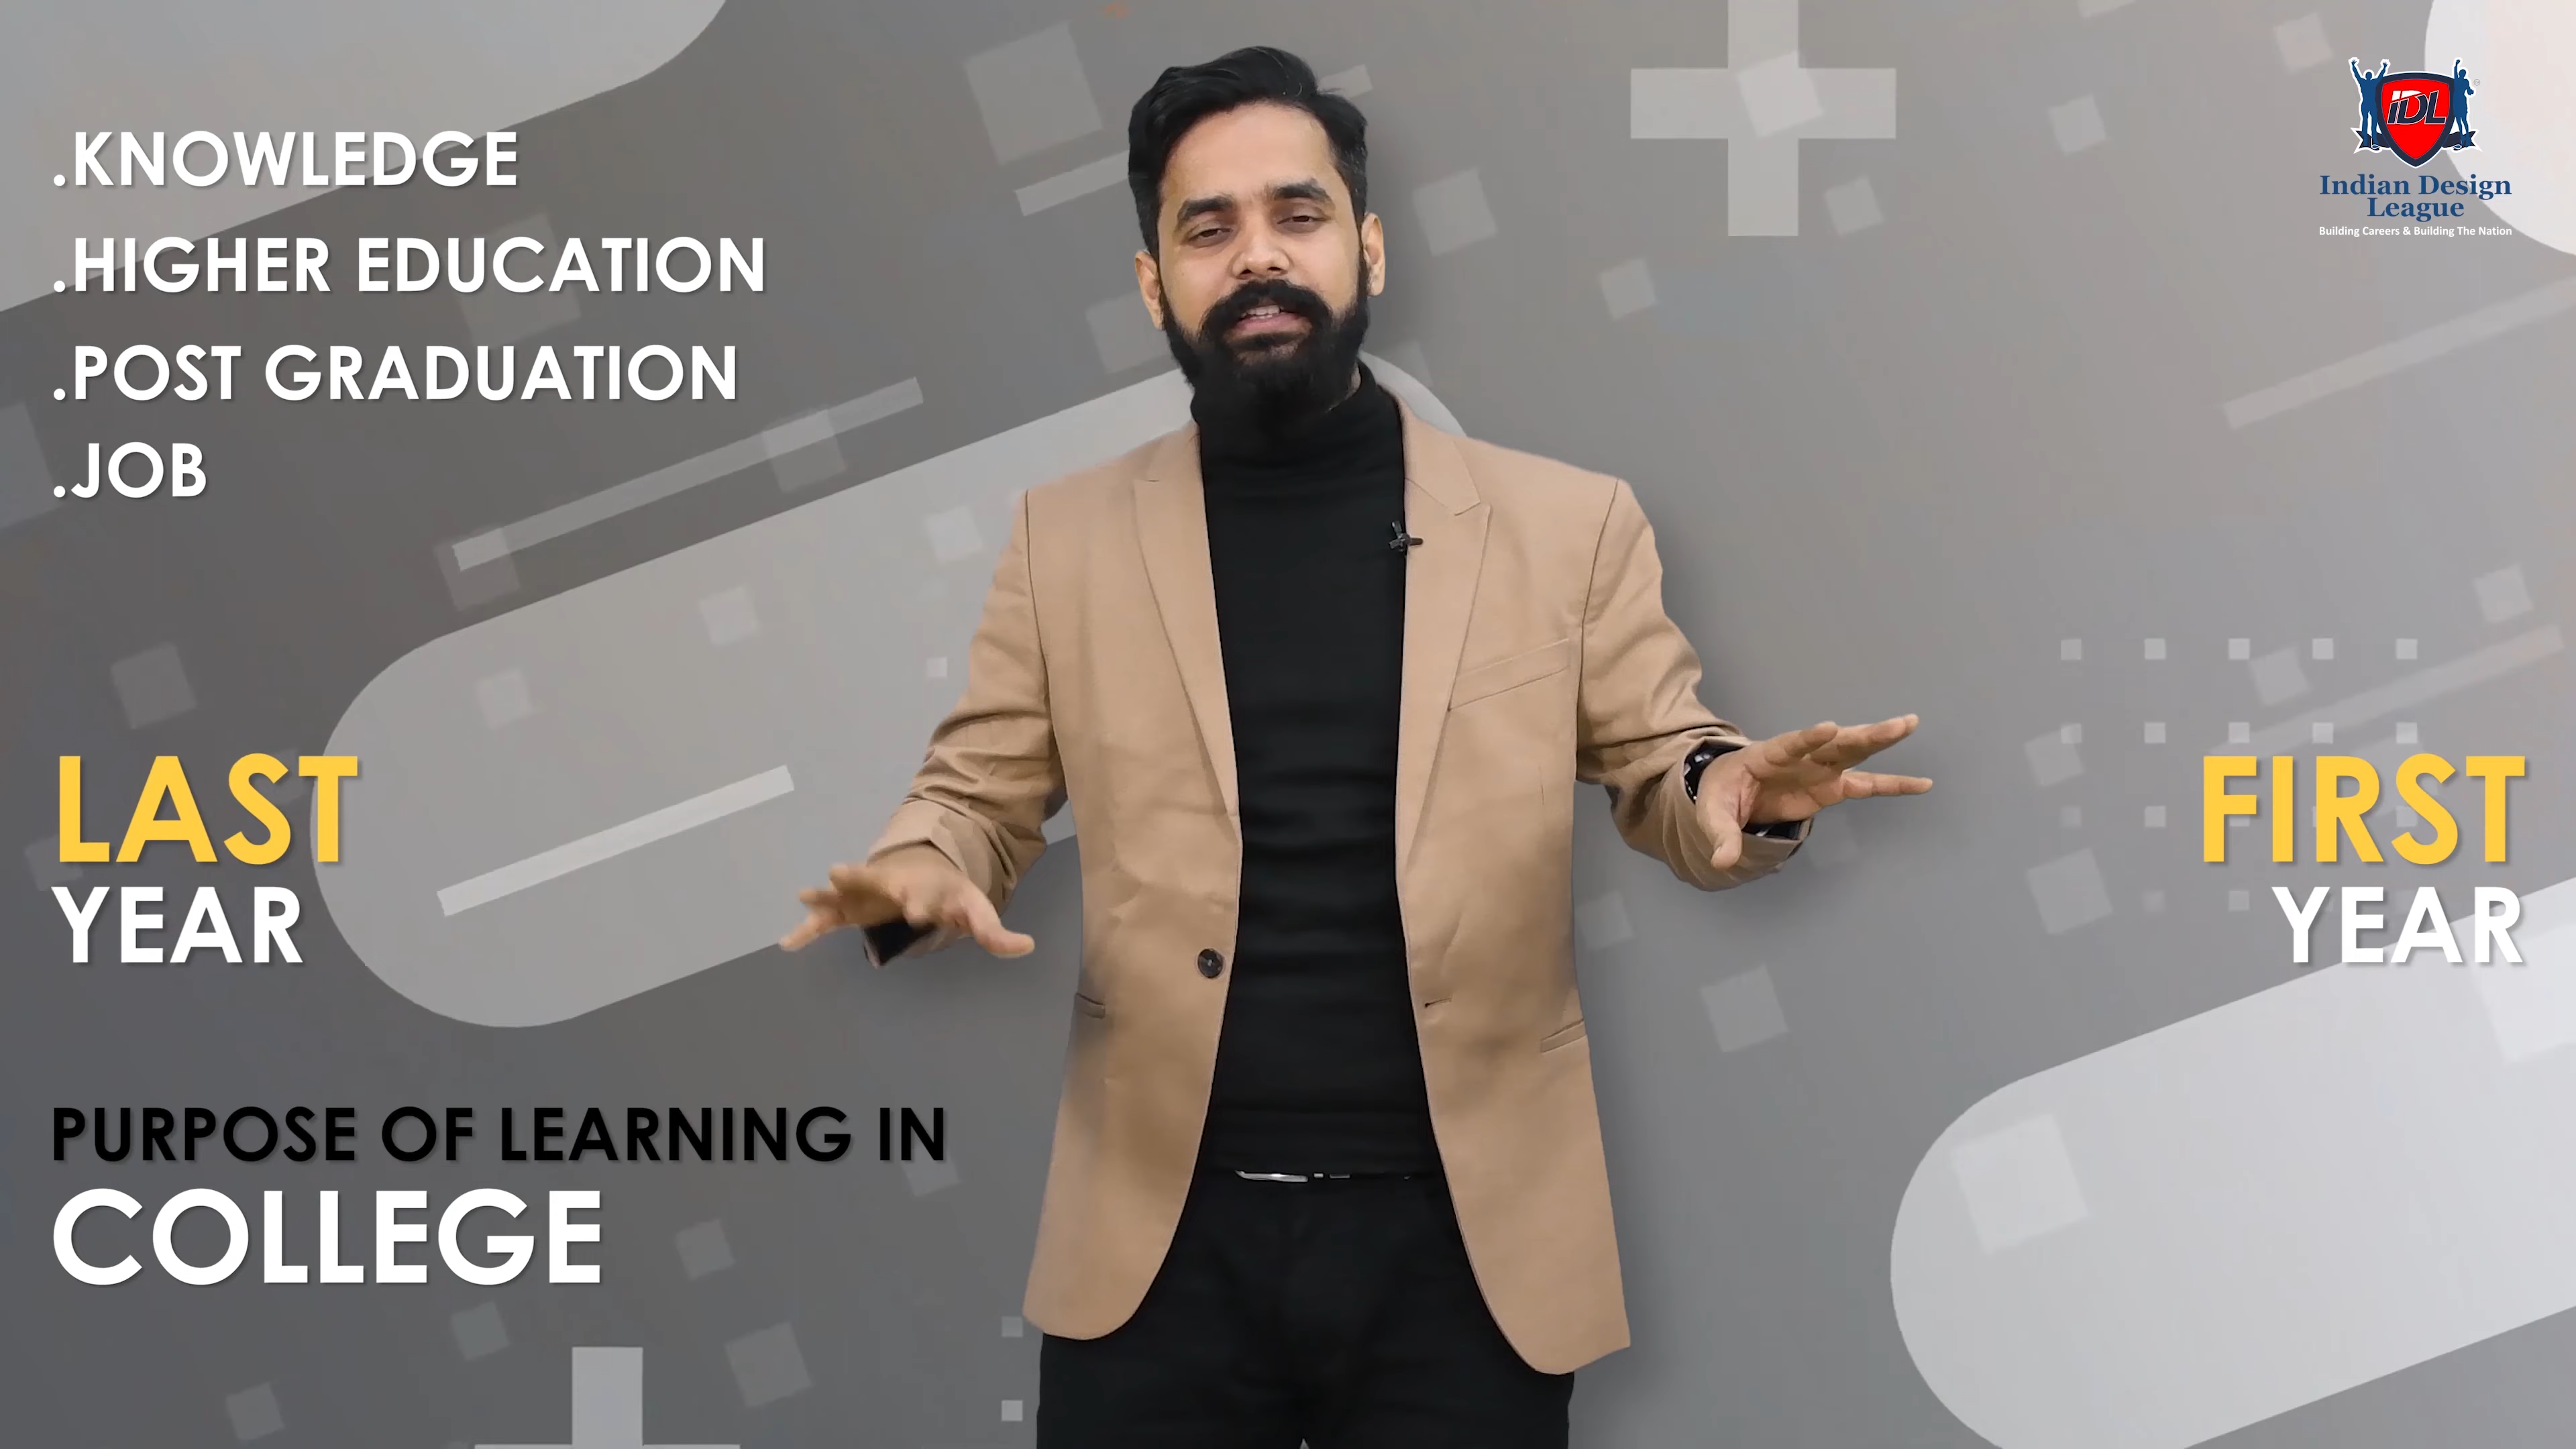 .KNOWLEDGE
.HIGHER EDUCATION
.POST GRADUATION
.JOB
IDL
Indian Design
League
Building Careers & Building The Nation
LAST
YEAR
FIRST
YEAR
PURPOSE OF LEARNING IN
COLLEGE